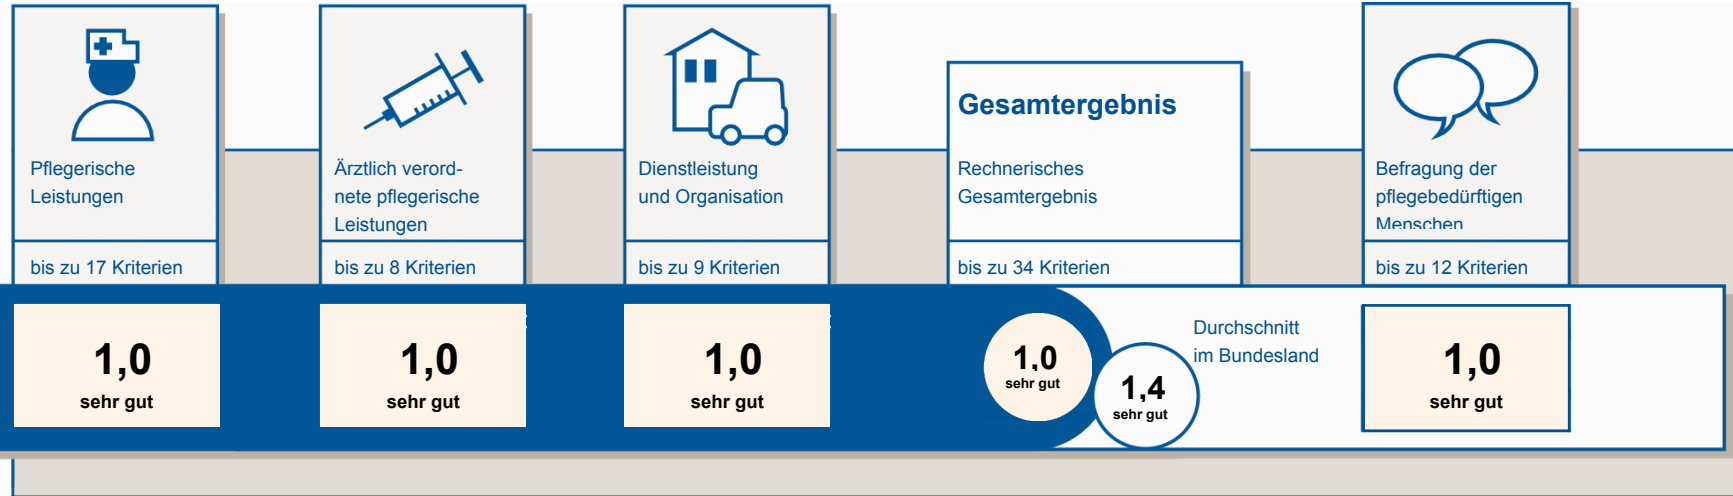 Pflegerische
Leistungen
bis zu 17 Kriterien
1,0
sehr gut
Ärztlich verord-
nete pflegerische
Leistungen
bis zu 8 Kriterien
1,0
sehr gut
Dienstleistung
und Organisation
bis zu 9 Kriterien
1,0
sehr gut
Gesamtergebnis
Rechnerisches
Gesamtergebnis
bis zu 34 Kriterien
1,0
sehr gut
1,4
sehr gut
Durchschnitt
im Bundesland
Befragung der
pflegebedürftigen
Menschen
bis zu 12 Kriterien
1,0
sehr gut